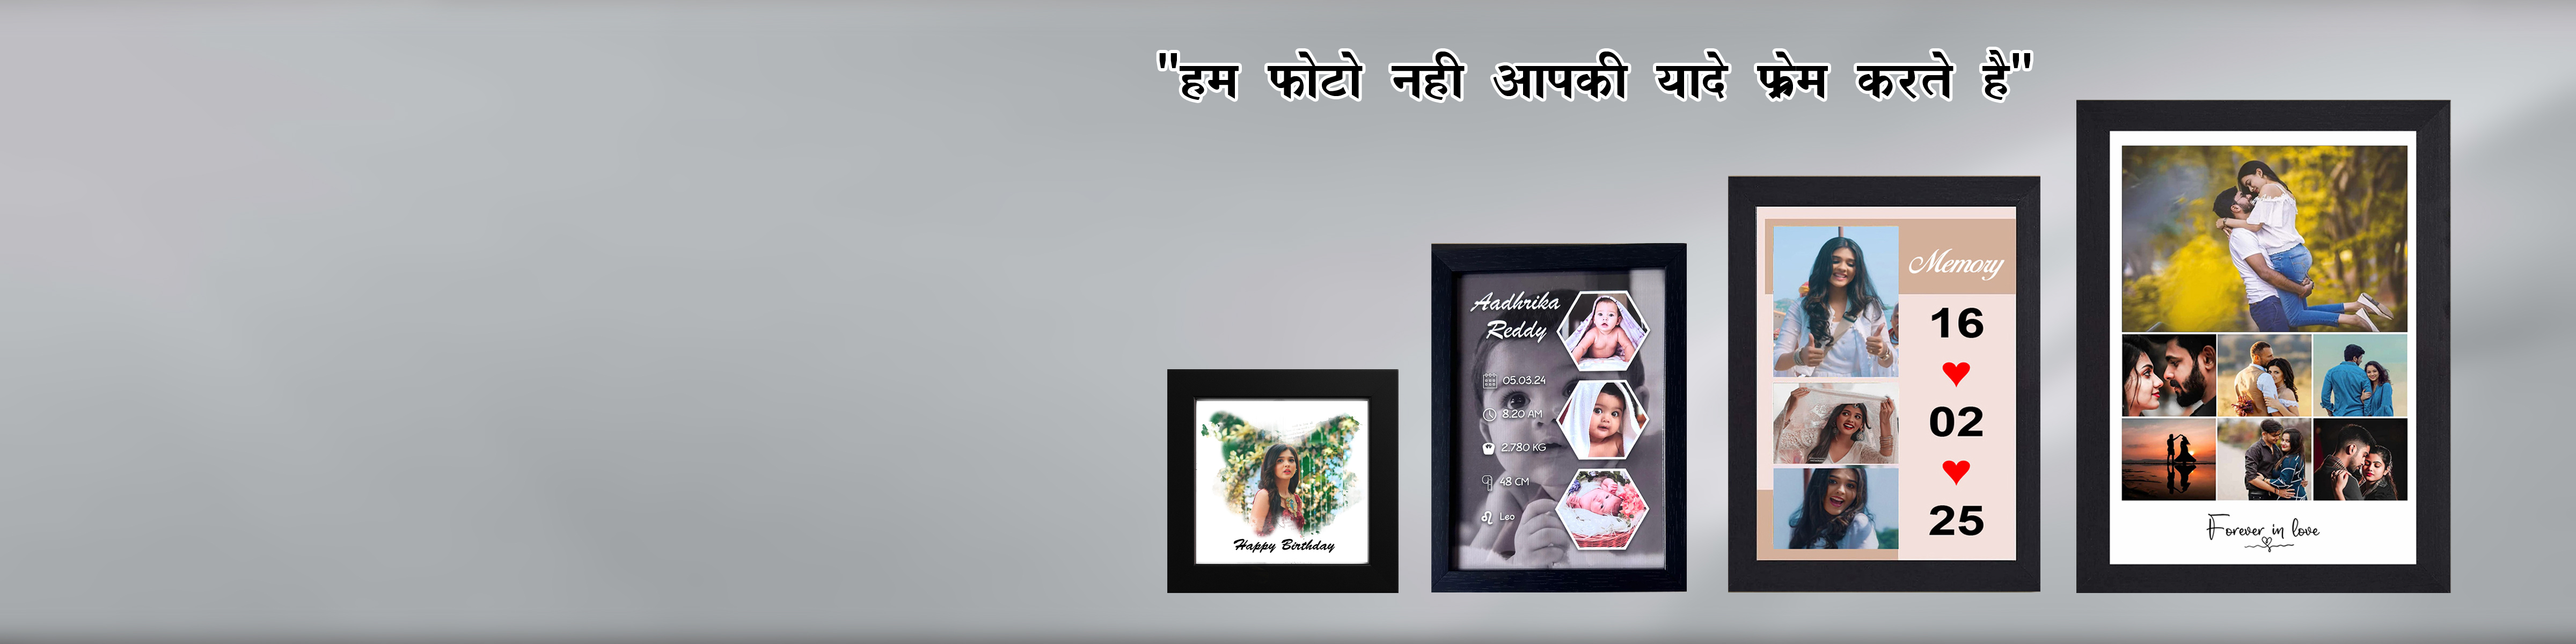 "हम फोटो नही आपकी यादे फ्रेम करते है"
Happy Birthday
Aadhrika
Reddy
05.03.24
8.20 AM
2.780 KG
48 CM
Leo
Memory
16
02
25
Forever in love